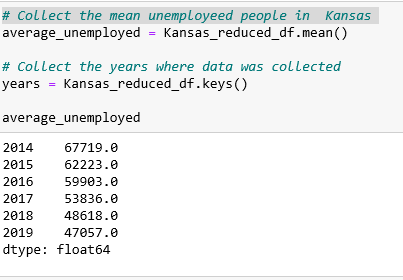 # Collect the mean unemployeed people in  Kansas
average_unemployed = Kansas_reduced_df.mean()
# Collect the years where data was collected
years = Kansas_reduced_df.keys()
average_unemployed
2014    67719.0
2015    62223.0
2016    59903.0
2017    53836.0
2018    48618.0
2019    47057.0
dtype: float64